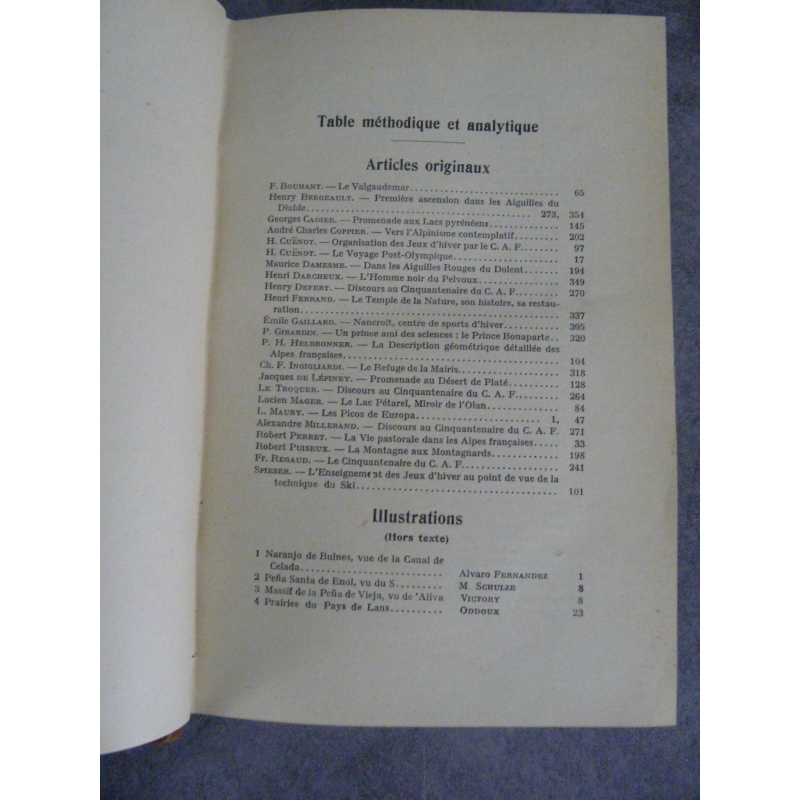 Table méthodique et analytique
Articles originaux
F. BOUHANT. — Le Valgaudemar. 65
Henry BREGEAULT. — Première ascension dans les Aiguilles du
Diable 273, 354
Georges CADIER. — Promenade aux Lacs pyrénéens 145
André Charles COPPIER. — Vers l'Alpinisme contemplatif 202
H. CUËNOT. — Organisation des Jeux d'hiver par le C. A. F. 97
H. CUËNOT. — Le Voyage Post-Olympique 17
Maurice DAMESME. — Dans les Aiguilles Rouges du Dolent 194
Henri DARCHEUX. — L'Homme noir du Pelvoux 349
Henry DEFERT. — Discours au Cinquantenaire du C. A. F. 270
Henri FERRAND. — Le Temple de la Nature, son histoire, sa restau-
ration 337
Émile GAILLARD. — Nancroit, centre de sports d'hiver 305
P. GIRARDIN. — Un prince ami des sciences : le Prince Bonaparte 320
P. H. HELBRONNER. — La Description géométrique détaillée des
Alpes françaises 104
Ch. F. INGIGLIARDI. — Le Refuge de la Mairis 318
Jacques DE LÉPINEY. — Promenade au Désert de Platé 128
LE TROQUER. — Discours au Cinquantenaire du C. A. F. 264
Lucien MAGER. — Le Lac Pétarel, Miroir de l'Olan 84
L. MAURY. — Les Picos de Europa 1, 47
Alexandre MILLERAND. — Discours au Cinquantenaire du C. A. F. 271
Robert PERRET. — La Vie pastorale dans les Alpes françaises 33
Robert PUISEUX. — La Montagne aux Montagnards 198
Fr. REGAUD. — Le Cinquantenaire du C. A. F. 241
SPIESER. — L'Enseignement des Jeux d'hiver au point de vue de la
technique du Ski 101
Illustrations
(Hors texte)
1 Naranjo de Bulnes, vue de la Canal de
Celada Alvaro FERNANDEZ 1
2 Peña Santa de Enol, vu du S. M. SCHULZE 8
3 Massif de la Peña de Vieja, vu de 'Aliva VICTORY 8
4 Prairies du Pays de Lans ODDOUX 23